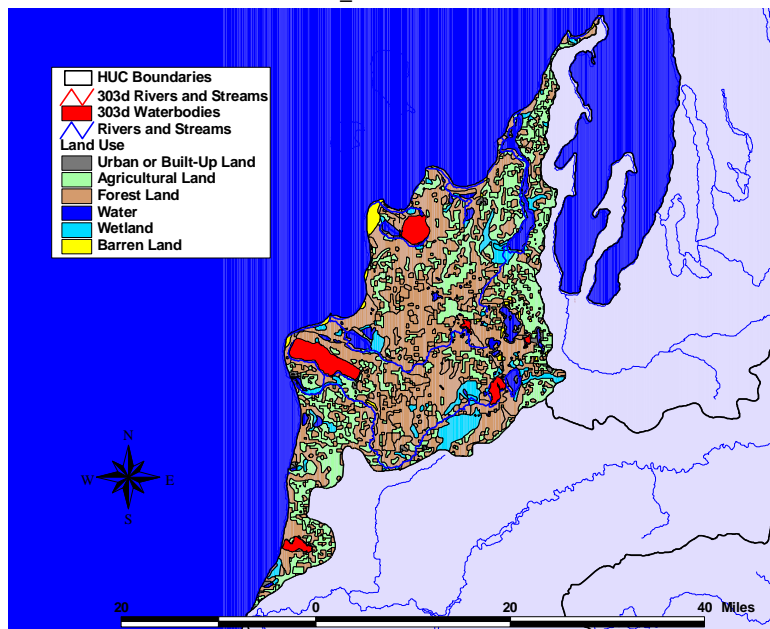 HUC Boundaries
303d Rivers and Streams
303d Waterbodies
Rivers and Streams
Land Use
Urban or Built-Up Land
Agricultural Land
Forest Land
Water
Wetland
Barren Land
N
W E
S
20 0 20 40 Miles